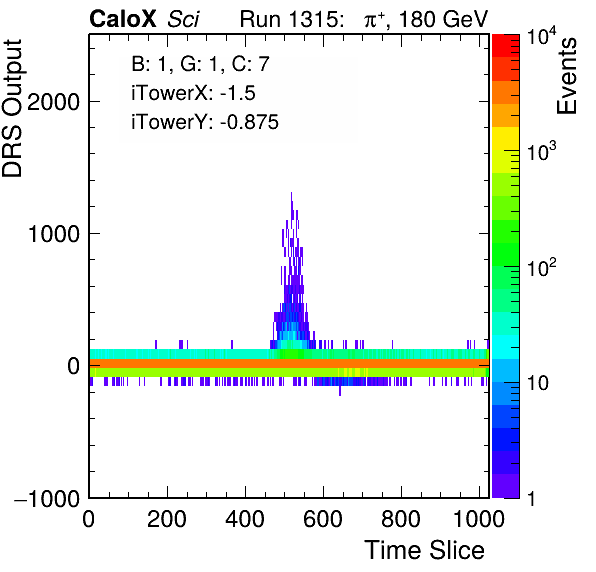 CaloX Sci Run 1315: π⁺, 180 GeV
B: 1, G: 1, C: 7
iTowerX: -1.5
iTowerY: -0.875
DRS Output
2000
1000
0
−1000
0 200 400 600 800 1000
Time Slice
Events
10⁴
10³
10²
10
1